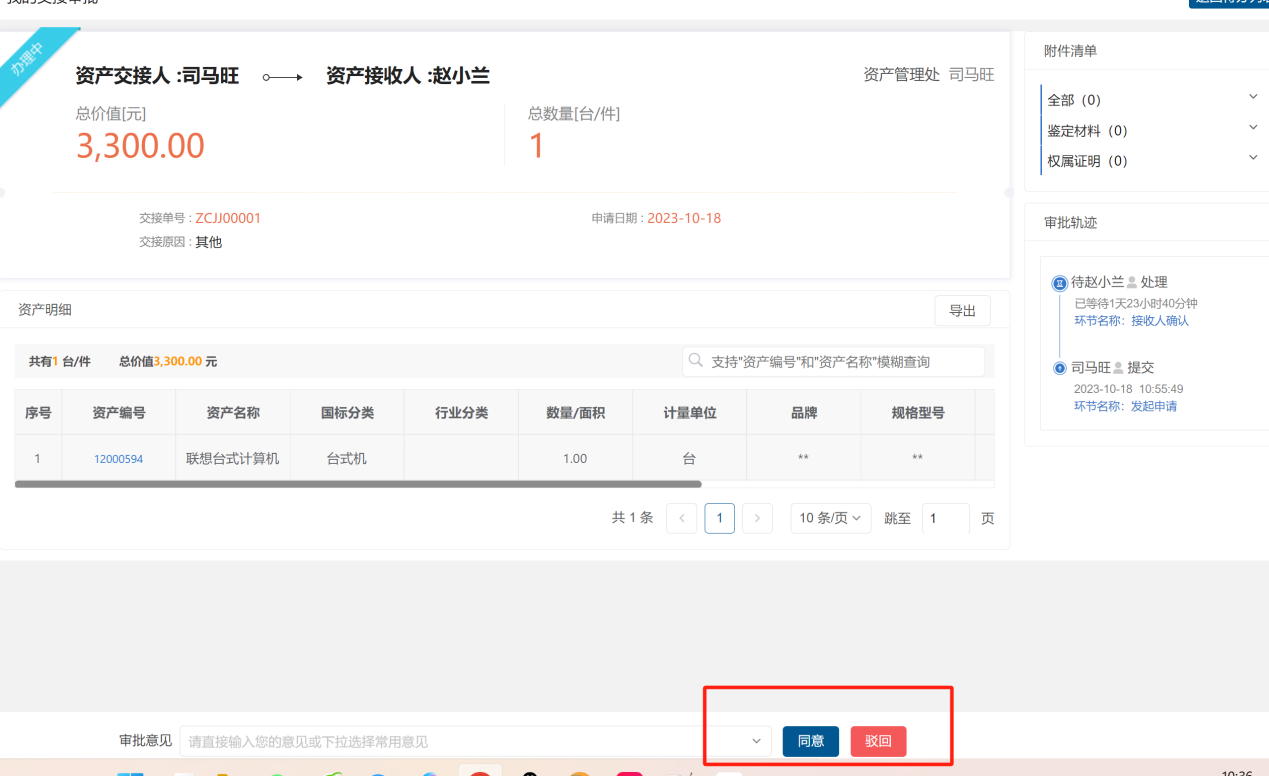 我的交接审批
办理中
资产交接人 :司马旺 资产接收人 :赵小兰
资产管理处 司马旺
总价值[元]
3,300.00
总数量[台/件]
1
交接单号 : ZCJJ00001
申请日期 : 2023-10-18
交接原因 : 其他
资产明细
导出
共有1 台/件 总价值3,300.00 元
支持"资产编号"和"资产名称"模糊查询
序号 资产编号 资产名称 国标分类 行业分类 数量/面积 计量单位 品牌 规格型号
1 12000594 联想台式计算机 台式机 1.00 台 ** **
共 1 条 1 10 条/页 跳至 1 页
附件清单
全部（0）
鉴定材料（0）
权属证明（0）
审批轨迹
待赵小兰 处理
已等待1天23小时40分钟
环节名称：接收人确认
司马旺 提交
2023-10-18 10:55:49
环节名称：发起申请
审批意见 请直接输入您的意见或下拉选择常用意见 同意 驳回
10:36